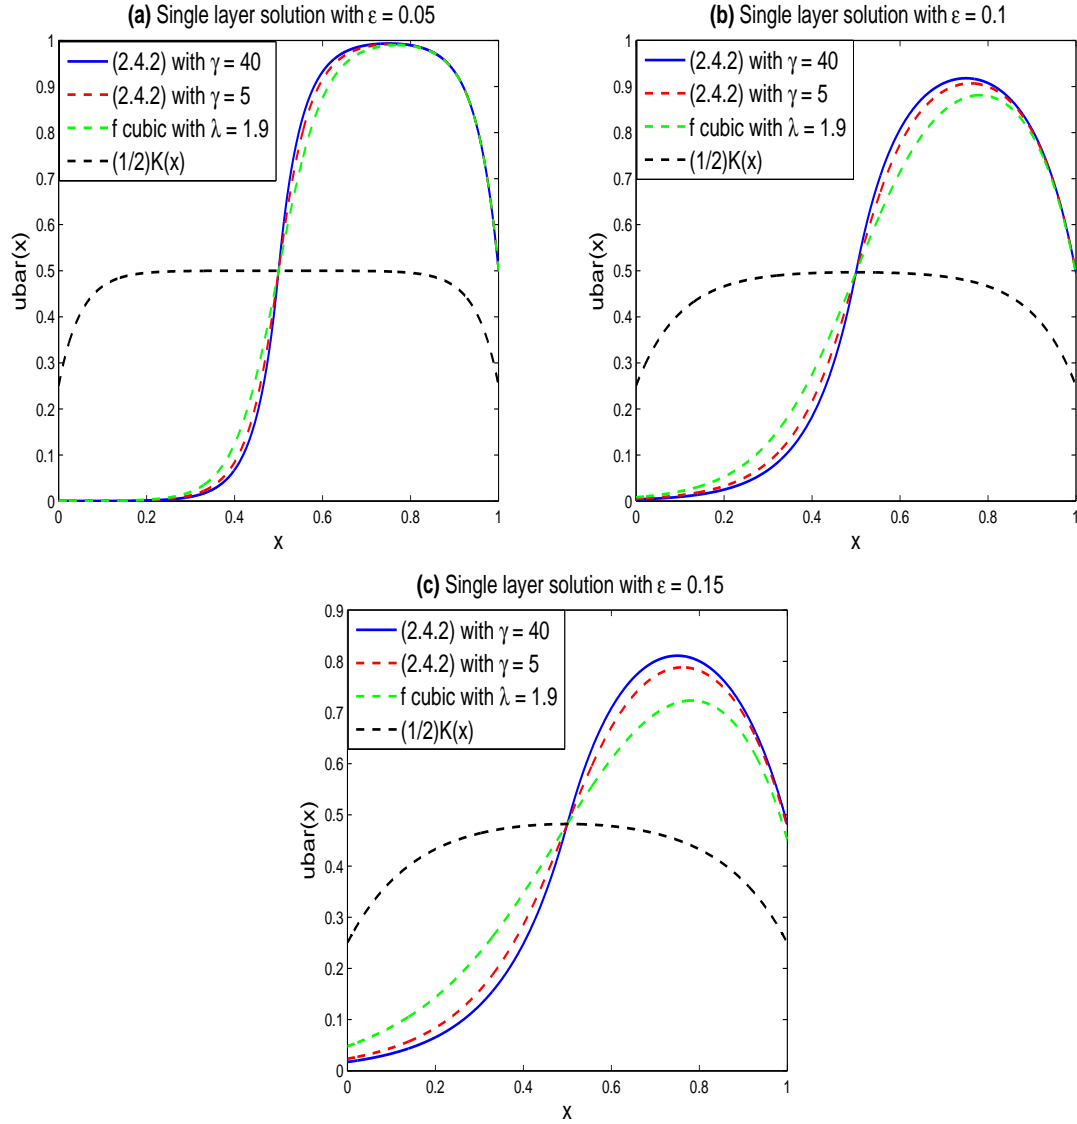 (a) Single layer solution with ε = 0.05
(2.4.2) with γ = 40
(2.4.2) with γ = 5
f cubic with λ = 1.9
(1/2)K(x)
1
0.9
0.8
0.7
0.6
0.5
0.4
0.3
0.2
0.1
0
ubar(x)
0 0.2 0.4 0.6 0.8 1
x
(b) Single layer solution with ε = 0.1
(2.4.2) with γ = 40
(2.4.2) with γ = 5
f cubic with λ = 1.9
(1/2)K(x)
1
0.9
0.8
0.7
0.6
0.5
0.4
0.3
0.2
0.1
0
ubar(x)
0 0.2 0.4 0.6 0.8 1
x
(c) Single layer solution with ε = 0.15
(2.4.2) with γ = 40
(2.4.2) with γ = 5
f cubic with λ = 1.9
(1/2)K(x)
0.9
0.8
0.7
0.6
0.5
0.4
0.3
0.2
0.1
0
ubar(x)
0 0.2 0.4 0.6 0.8 1
x